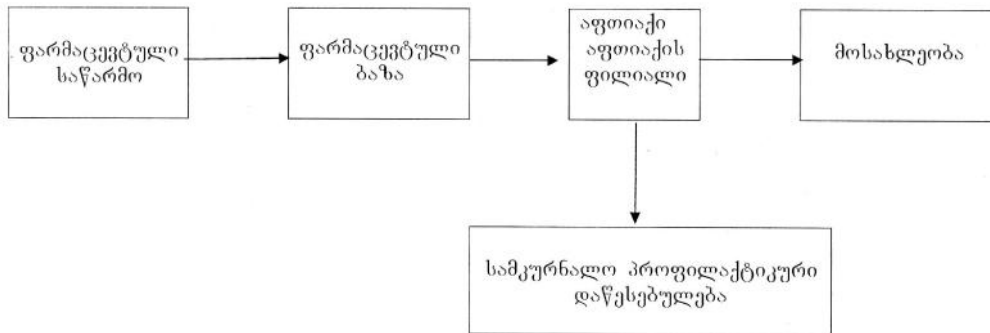 ფარმაცევტული
საწარმო
ფარმაცევტული
ბაზა
აფთიაქი
აფთიაქის
ფილიალი
მოსახლეობა
სამკურნალო პროფილაქტიკური
დაწესებულება